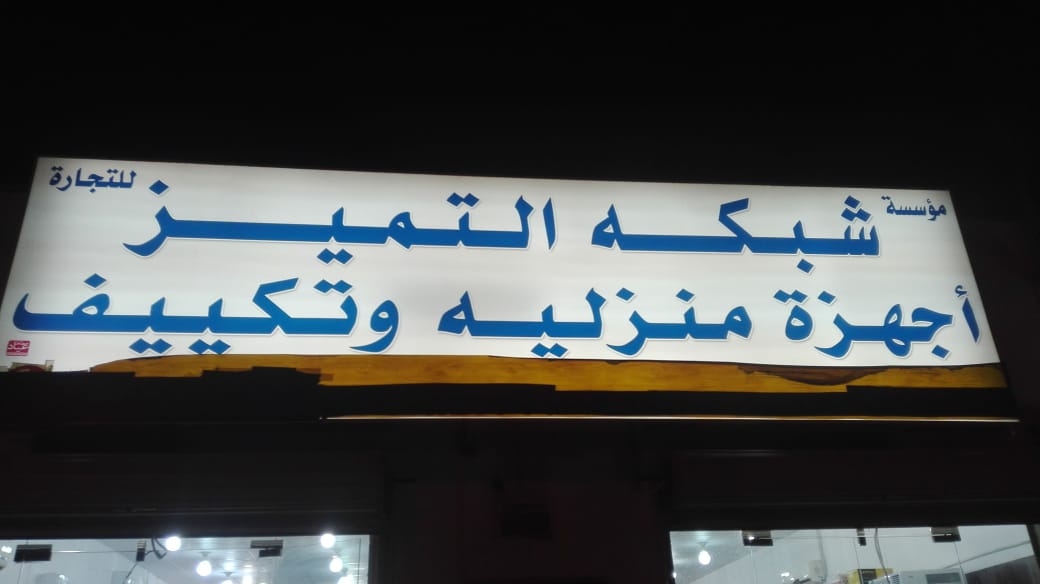 مؤسسة شبكه التميز للتجارة
أجهزة منزليه وتكييف